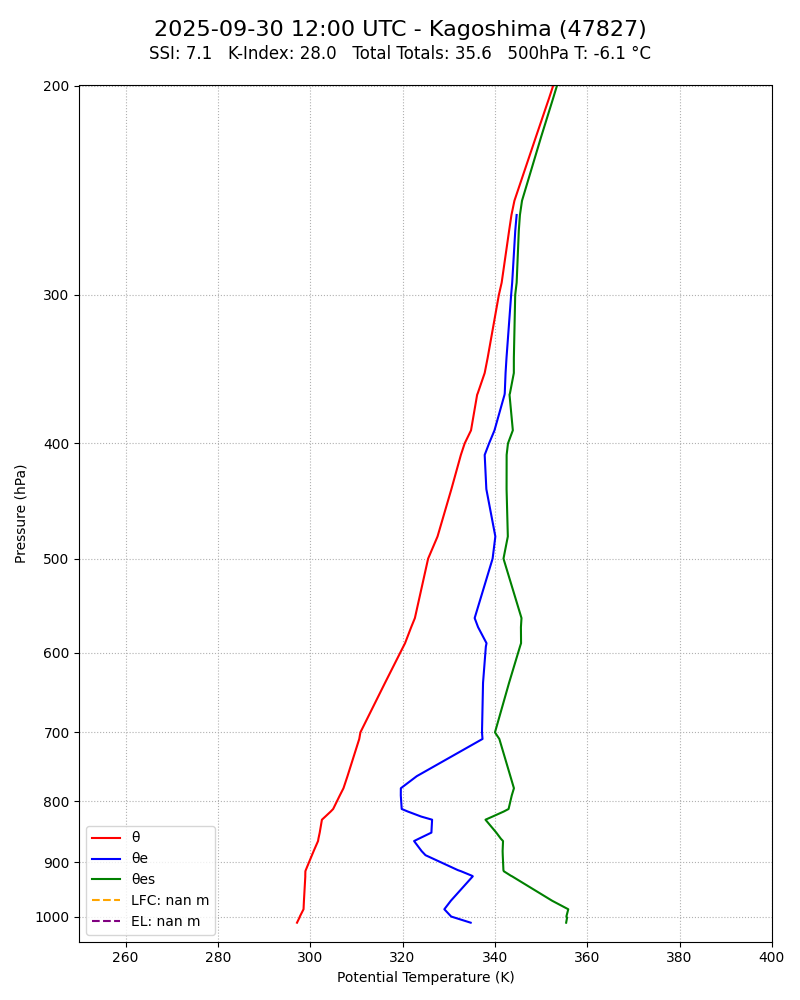 2025-09-30 12:00 UTC - Kagoshima (47827)
SSI: 7.1   K-Index: 28.0   Total Totals: 35.6   500hPa T: -6.1 °C
200
300
400
500
600
700
800
900
1000
Pressure (hPa)
θ
θe
θes
LFC: nan m
EL: nan m
260 280 300 320 340 360 380 400
Potential Temperature (K)